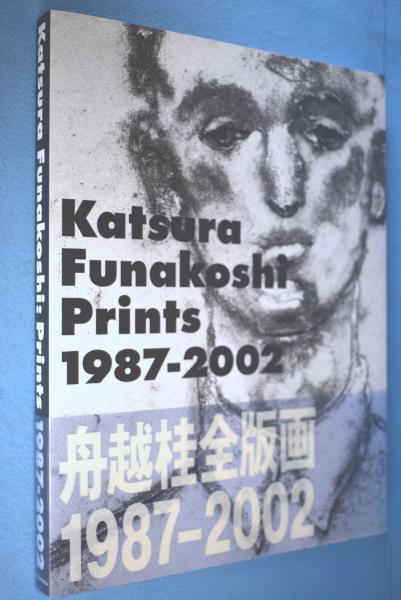 Katsura
Funakoshi
Prints
1987-2002
舟越桂全版画
1987-2002
Katsura Funakoshi: Prints 1987-2002